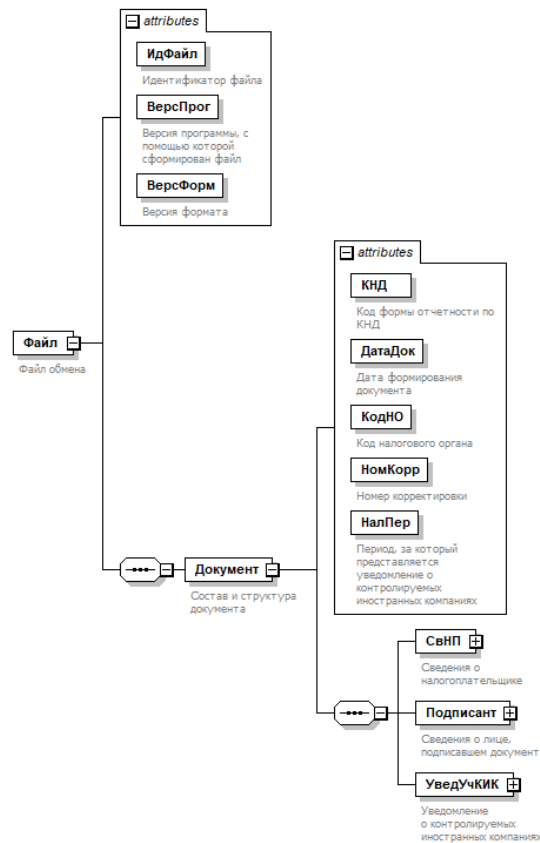 attributes
ИдФайл
Идентификатор файла
ВерсПрог
Версия программы, с
помощью которой
сформирован файл
ВерсФорм
Версия формата
attributes
КНД
Код формы отчетности по
КНД
ДатаДок
Дата формирования
документа
КодНО
Код налогового органа
НомКорр
Номер корректировки
НалПер
Период, за который
представляется
уведомление о
контролируемых
иностранных компаниях
Файл
Файл обмена
Документ
Состав и структура
документа
СвНП
Сведения о
налогоплательщике
Подписант
Сведения о лице,
подписавшем документ
УведУчКИК
Уведомление
о контролируемых
иностранных компаниях